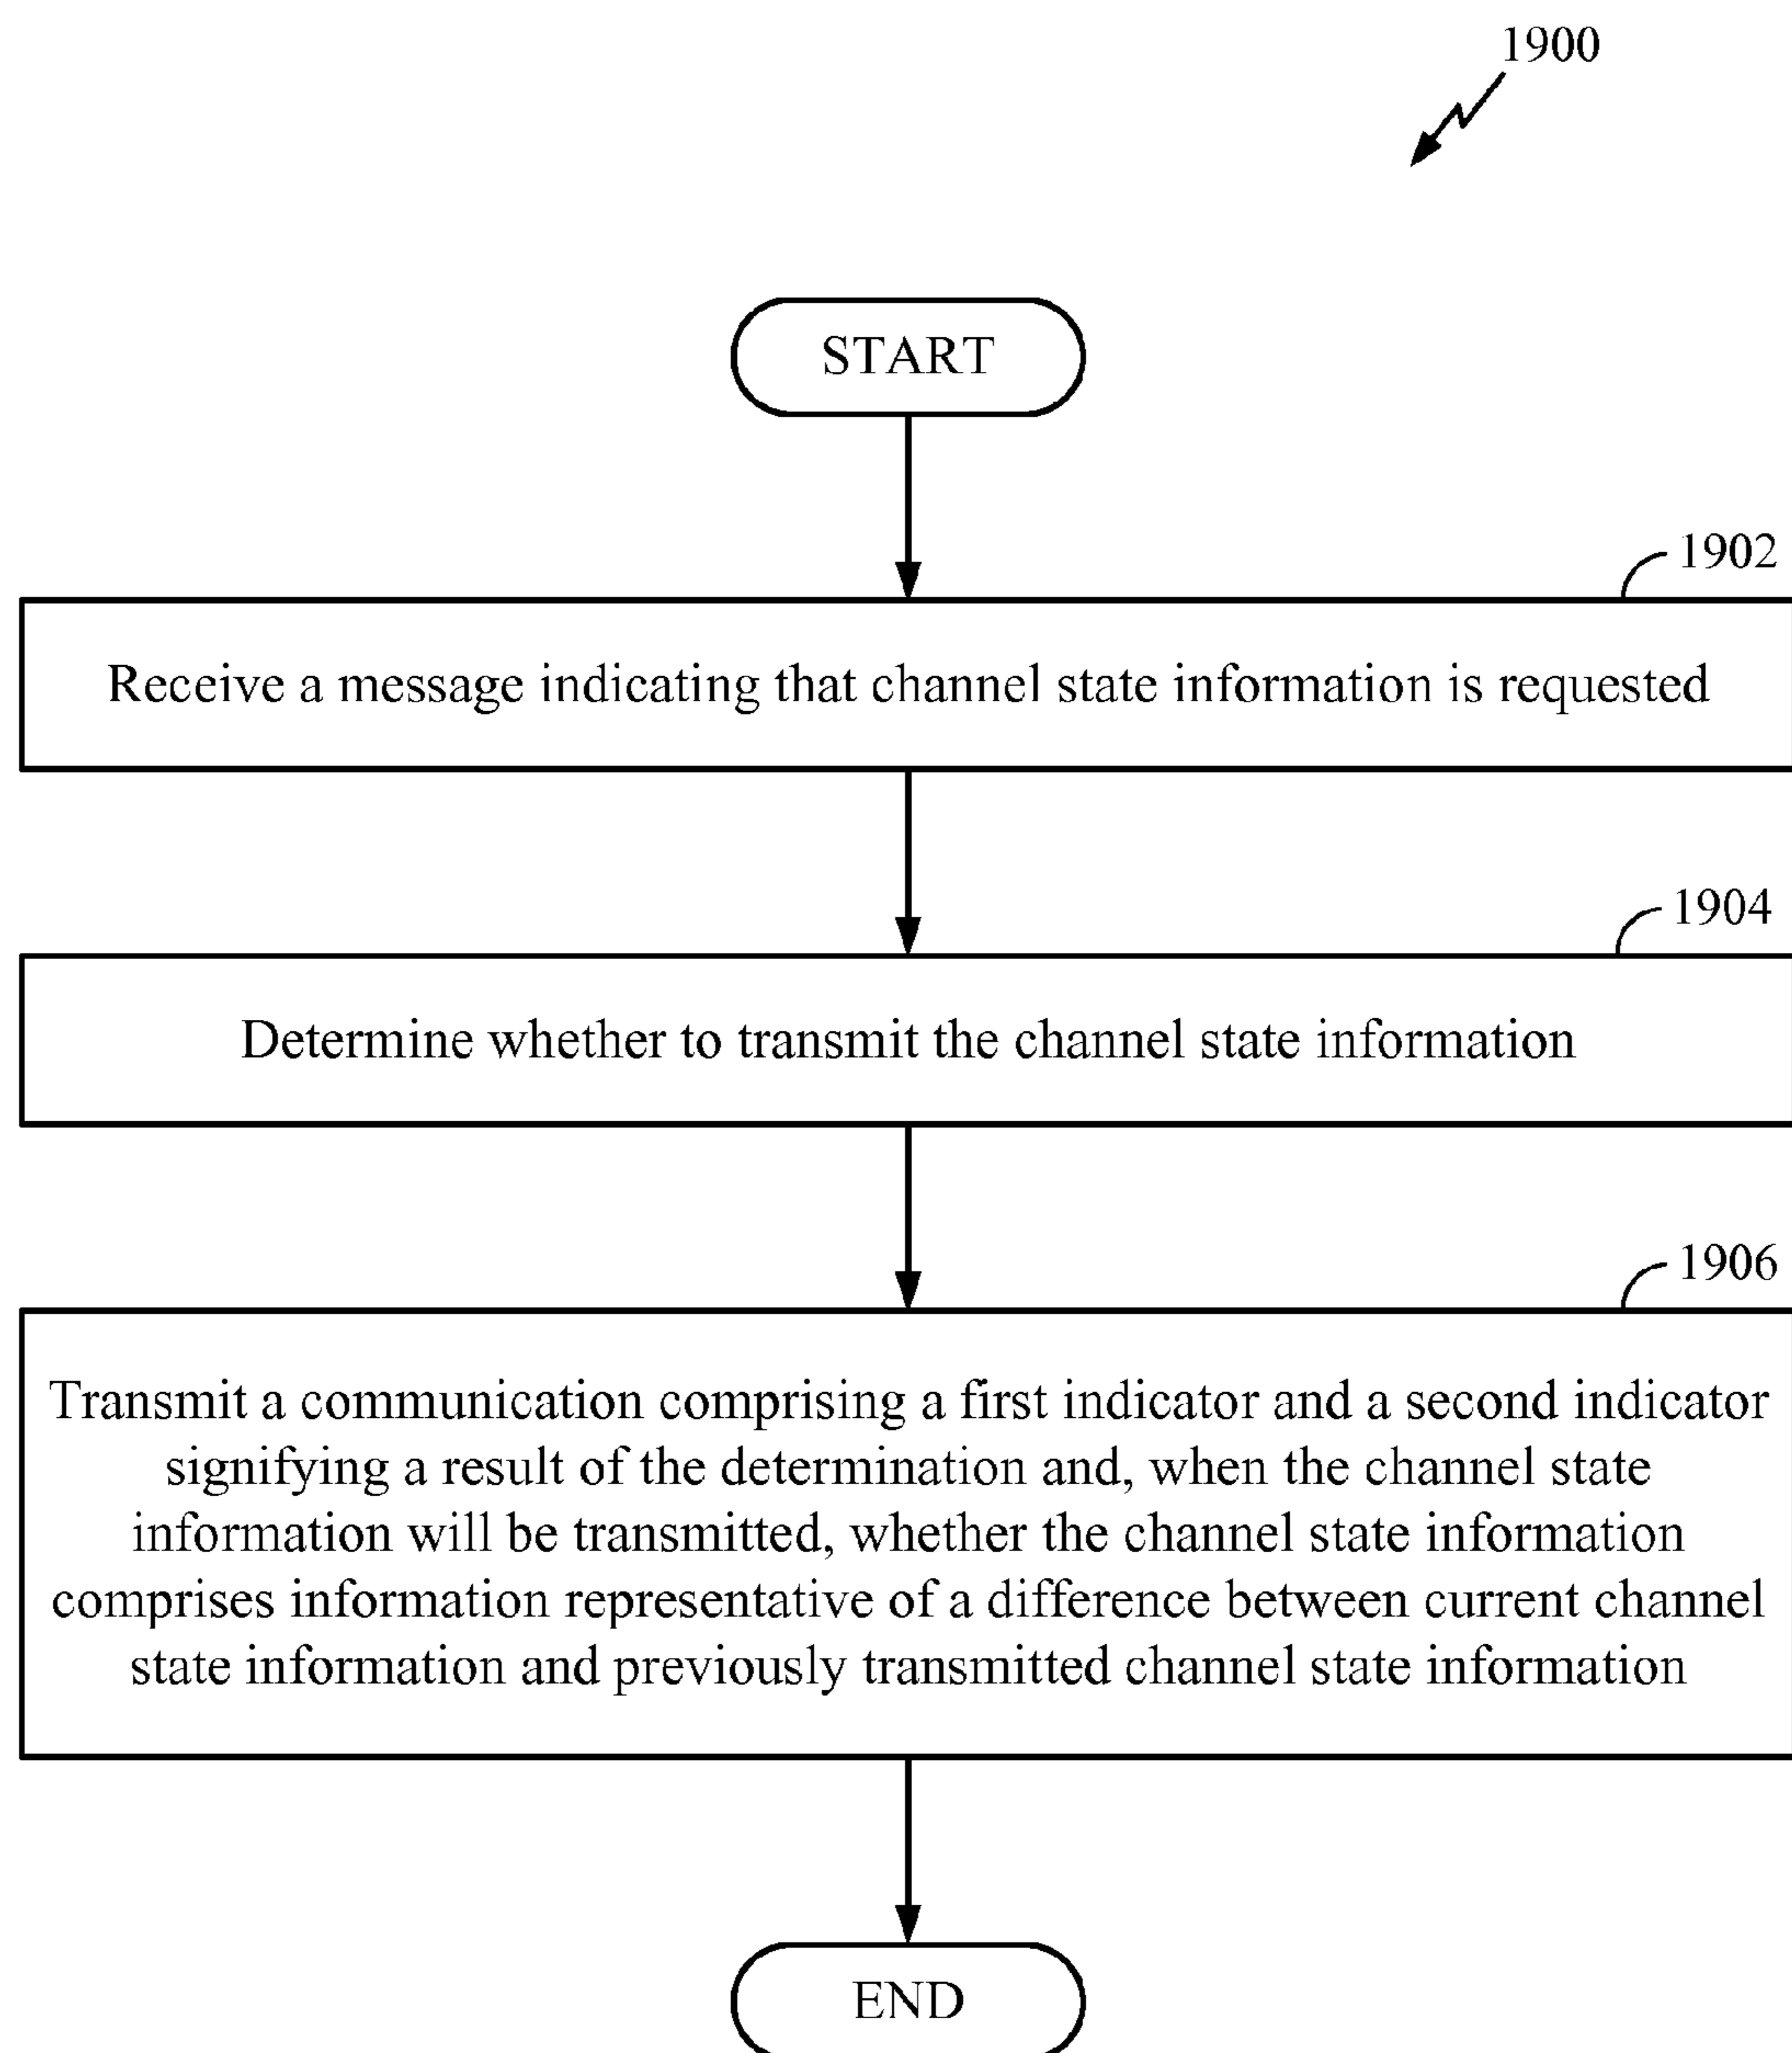 1900
START
1902
Receive a message indicating that channel state information is requested
1904
Determine whether to transmit the channel state information
1906
Transmit a communication comprising a first indicator and a second indicator
signifying a result of the determination and, when the channel state
information will be transmitted, whether the channel state information
comprises information representative of a difference between current channel
state information and previously transmitted channel state information
END